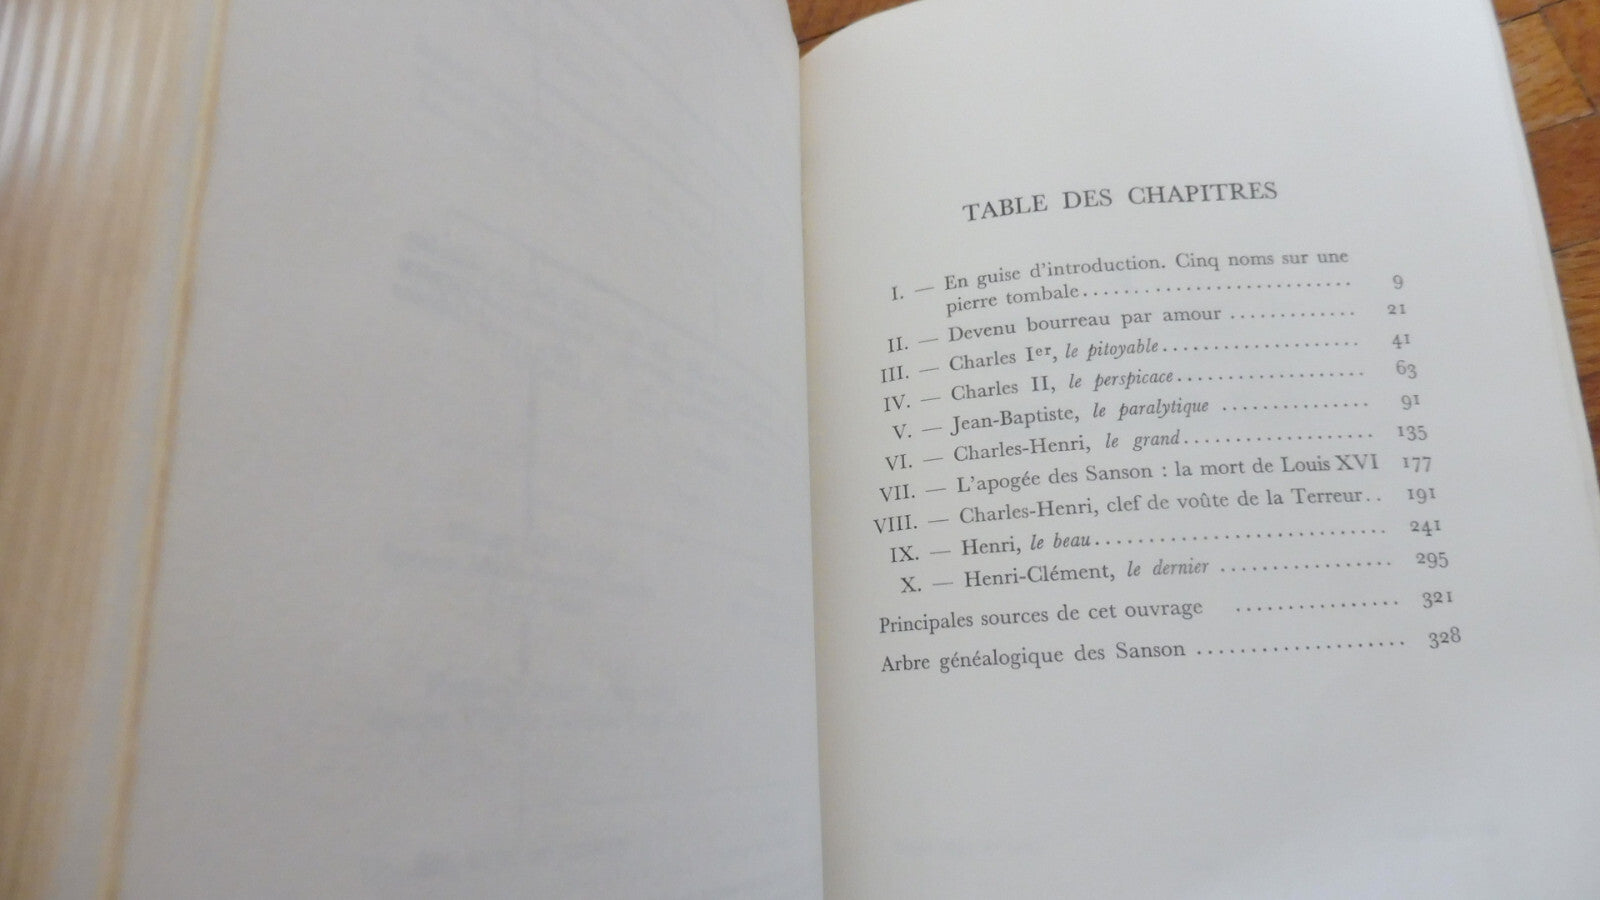 TABLE DES CHAPITRES
I. — En guise d'introduction. Cinq noms sur une
pierre tombale........................... 9
II. — Devenu bourreau par amour ............. 21
III. — Charles Ier, le pitoyable.................... 41
IV. — Charles II, le perspicace................... 63
V. — Jean-Baptiste, le paralytique ............... 91
VI. — Charles-Henri, le grand.................... 135
VII. — L'apogée des Sanson : la mort de Louis XVI 177
VIII. — Charles-Henri, clef de voûte de la Terreur.. 191
IX. — Henri, le beau............................. 241
X. — Henri-Clément, le dernier ................. 295
Principales sources de cet ouvrage ................ 321
Arbre généalogique des Sanson ..................... 328